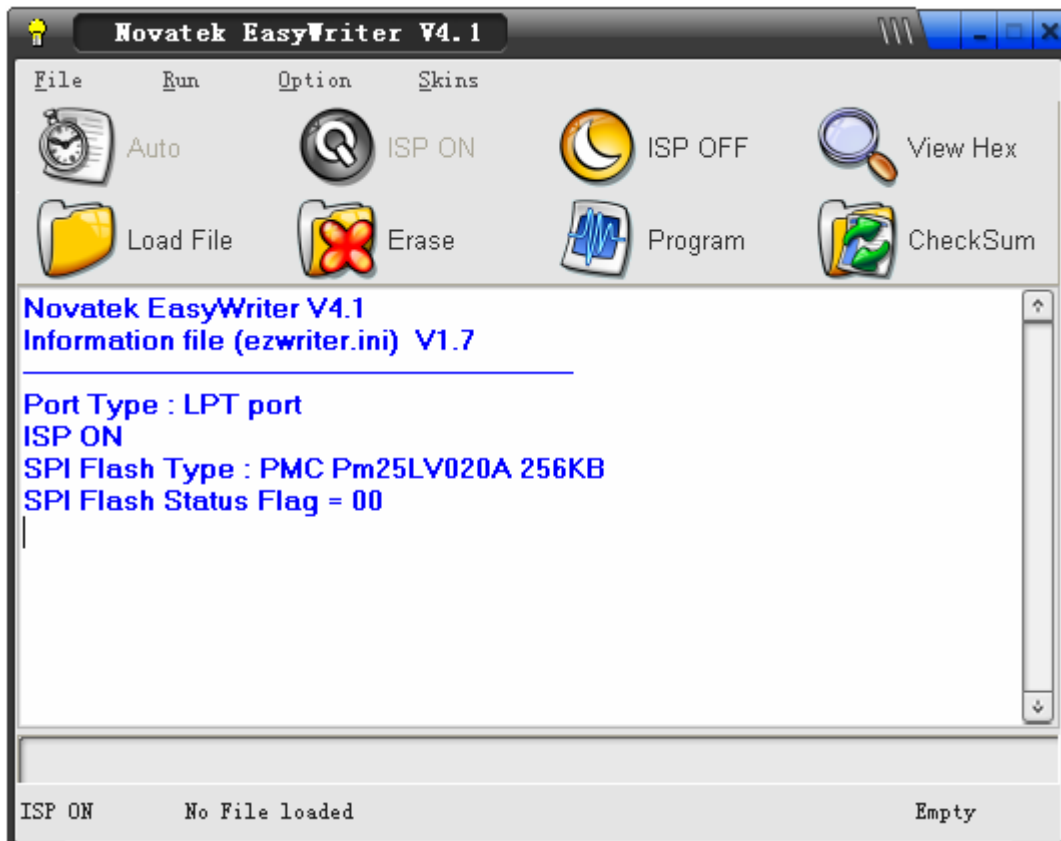 Novatek EasyWriter V4.1
File Run Option Skins
Auto ISP ON ISP OFF View Hex
Load File Erase Program CheckSum
Novatek EasyWriter V4.1
Information file (ezwriter.ini) V1.7
Port Type : LPT port
ISP ON
SPI Flash Type : PMC Pm25LV020A 256KB
SPI Flash Status Flag = 00
ISP ON No File loaded Empty